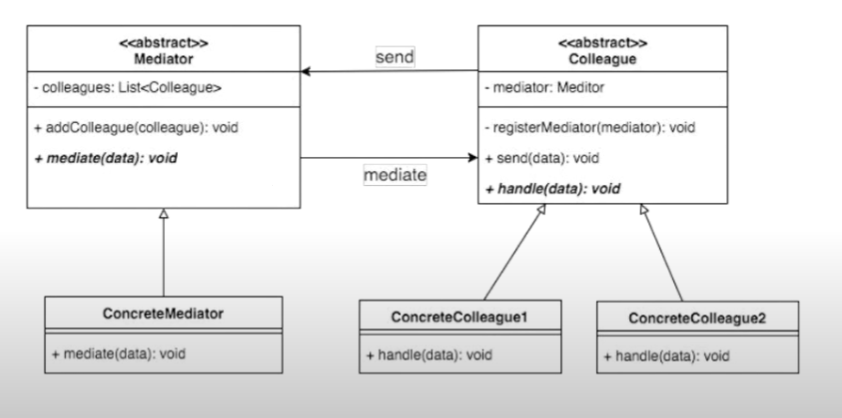 <<abstract>>
Mediator
- colleagues: List<Colleague>
+ addColleague(colleague): void
+ mediate(data): void
send
mediate
<<abstract>>
Colleague
- mediator: Meditor
- registerMediator(mediator): void
+ send(data): void
+ handle(data): void
ConcreteMediator
+ mediate(data): void
ConcreteColleague1
+ handle(data): void
ConcreteColleague2
+ handle(data): void